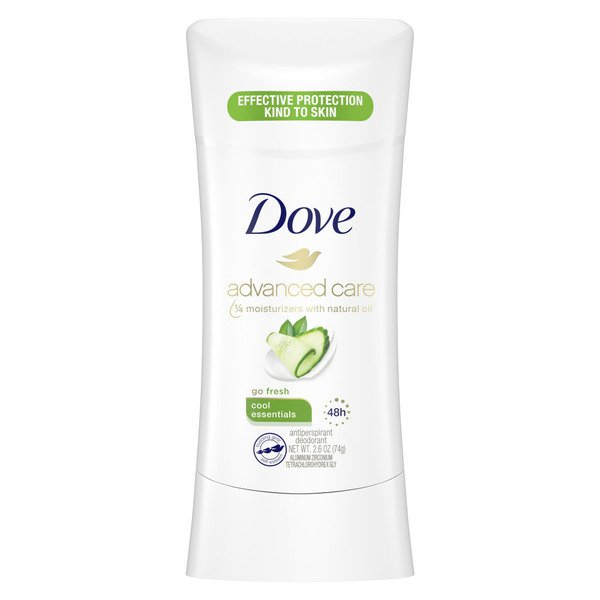 EFFECTIVE PROTECTION
KIND TO SKIN
Dove
advanced care
¼ moisturizers with natural oil
go fresh
cool
essentials
48h
antiperspirant
deodorant
NET WT. 2.6 OZ (74g)
ALUMINUM ZIRCONIUM
TETRACHLOROHYDREX GLY